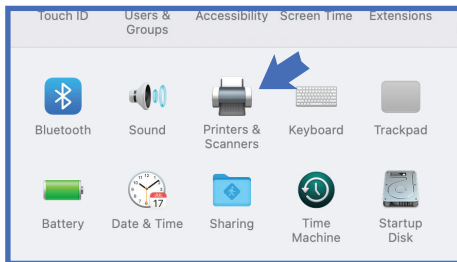 Touch ID
Users & Groups
Accessibility
Screen Time
Extensions
Bluetooth
Sound
Printers & Scanners
Keyboard
Trackpad
Battery
Date & Time
JUL
17
Sharing
Time Machine
Startup Disk